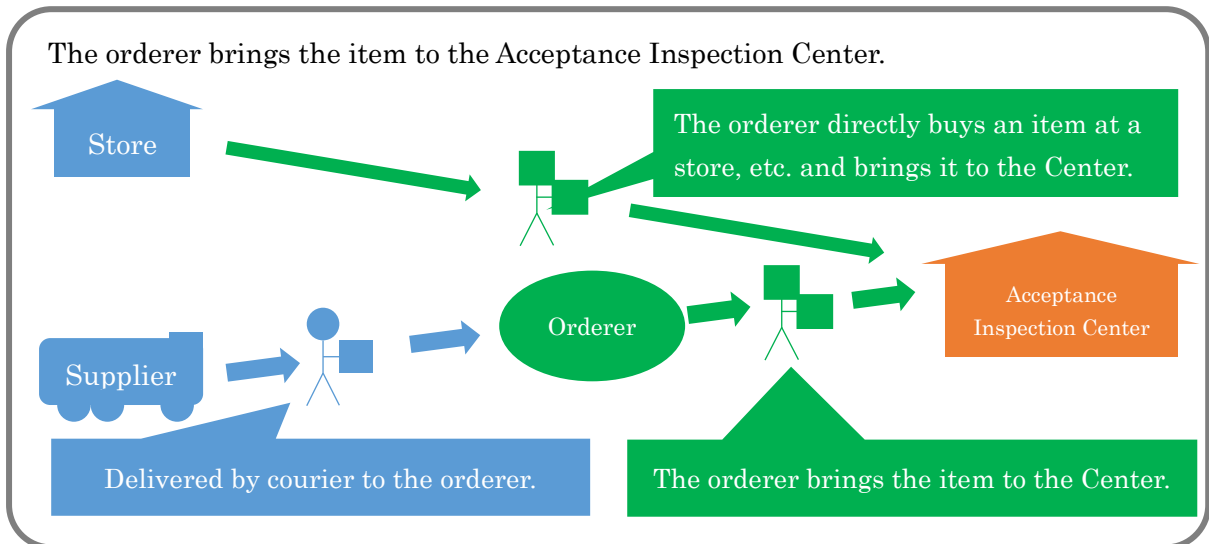 The orderer brings the item to the Acceptance Inspection Center.
Store
The orderer directly buys an item at a
store, etc. and brings it to the Center.
Acceptance
Inspection Center
Orderer
Supplier
Delivered by courier to the orderer.
The orderer brings the item to the Center.